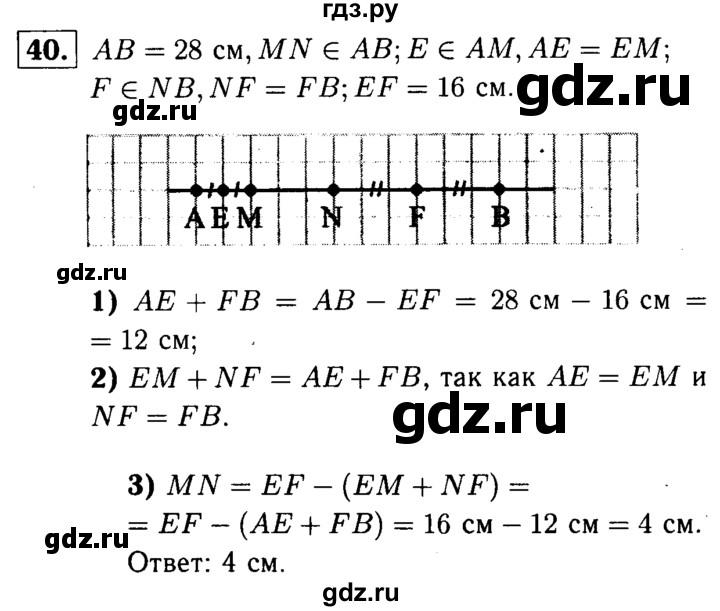 гдз.ру
40. AB = 28 см, MN ∈ AB; E ∈ AM, AE = EM;
F ∈ NB, NF = FB; EF = 16 см.
gdz.ru
gdz.ru
A E M N F B
gdz.ru
1) AE + FB = AB − EF = 28 см − 16 см =
= 12 см;
2) EM + NF = AE + FB, так как AE = EM и
NF = FB.
gdz.ru
3) MN = EF − (EM + NF) =
= EF − (AE + FB) = 16 см − 12 см = 4 см.
gdz.ru
Ответ: 4 см.
gdz.ru